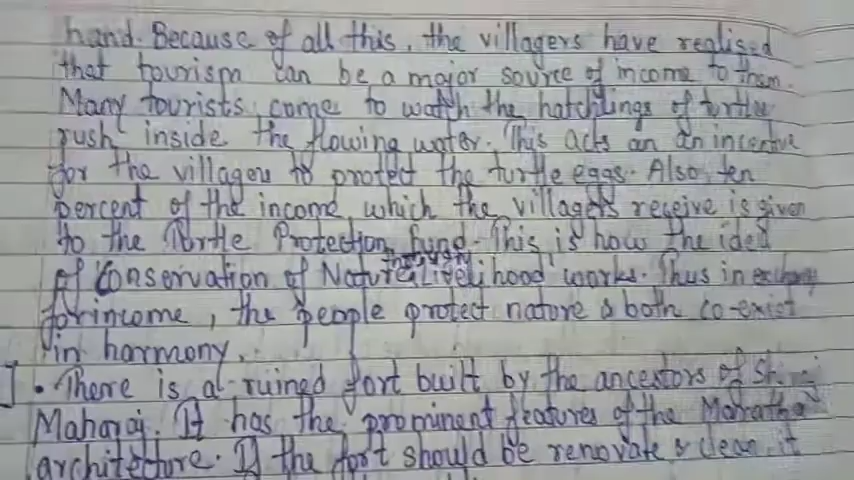 hand. Because of all this, the villagers have realised
that tourism can be a major source of income to them.
Many tourists come to watch the hatchlings of turtle
rush inside the flowing water. This acts an an incentive
for the villagers to protect the turtle eggs. Also, ten
percent of the income which the villagers receive is given
to the Turtle Protection Fund. This is how the idea
of Conservation of Nature through livelihood works. Thus in exchange
for income, the people protect nature & both co-exist
in harmony.
• There is a ruined fort built by the ancestors of
Maharaj. It has the prominent features of the Maratha
architecture. If the fort should be renovate & clean, it